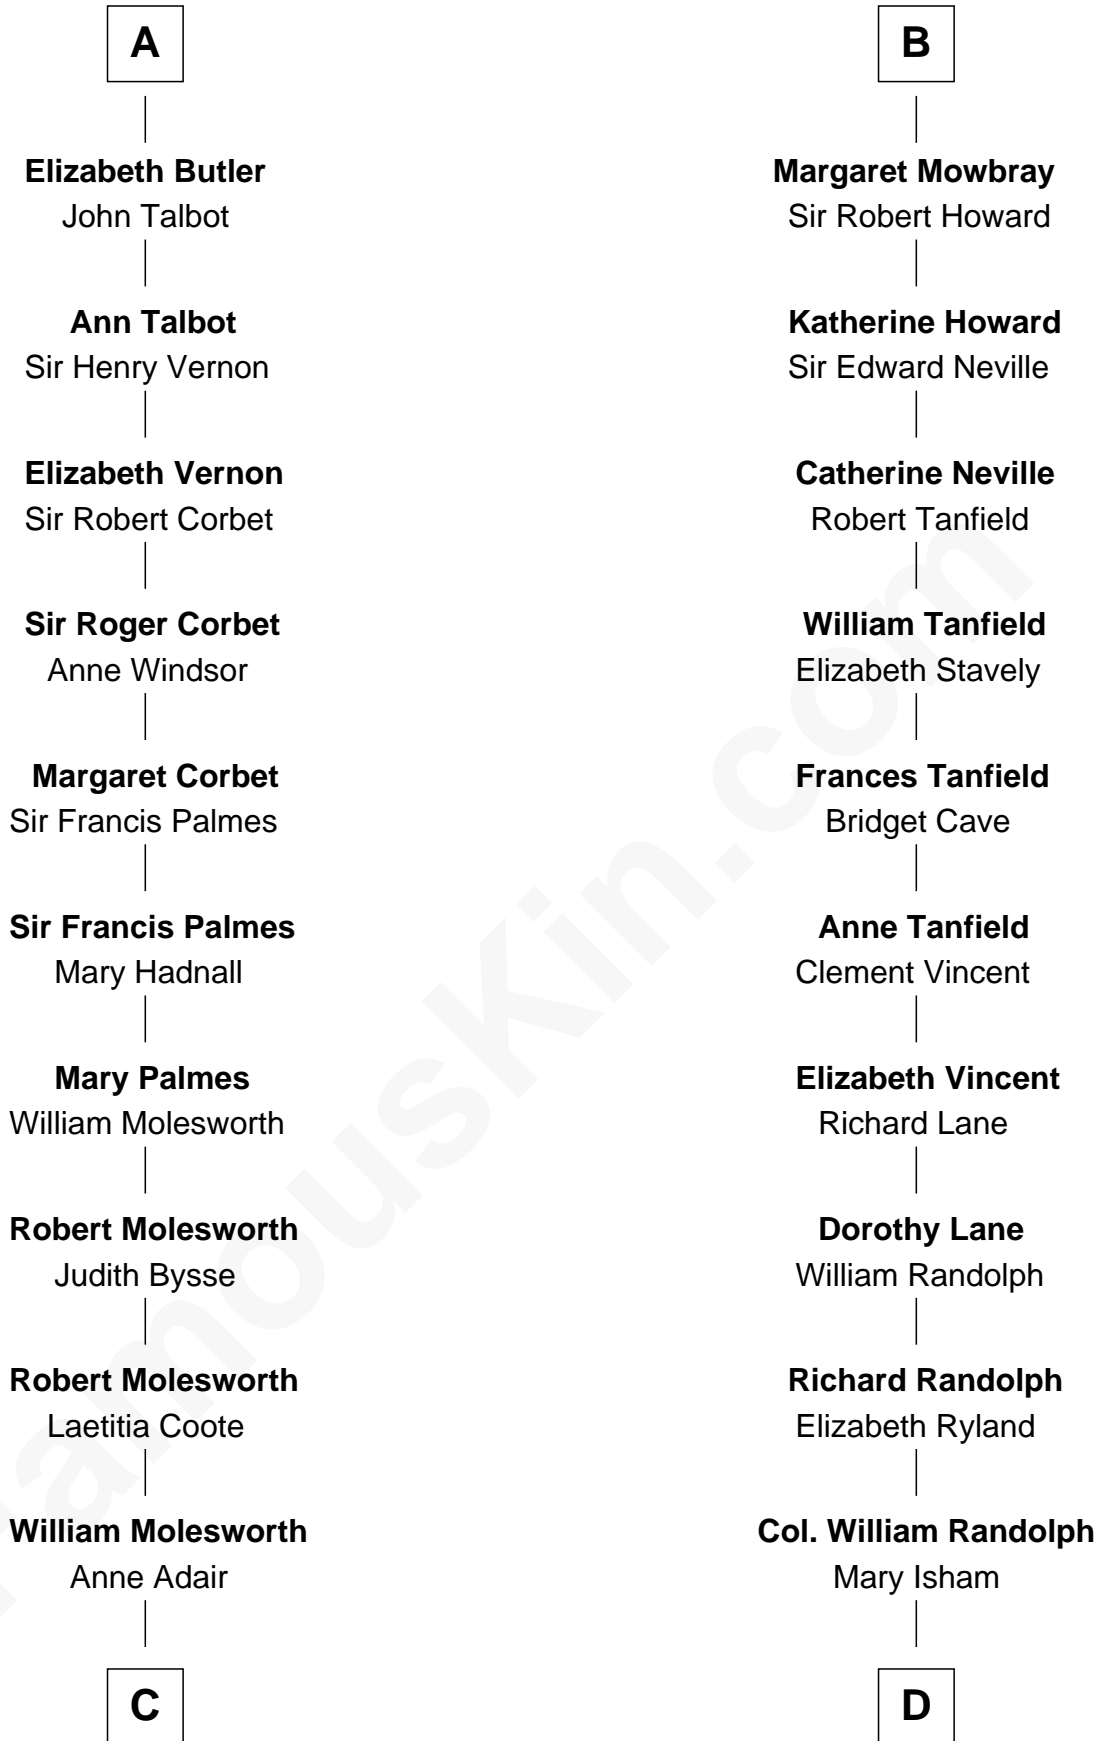 A
Elizabeth Butler
John Talbot
Ann Talbot
Sir Henry Vernon
Elizabeth Vernon
Sir Robert Corbet
Sir Roger Corbet
Anne Windsor
Margaret Corbet
Sir Francis Palmes
Sir Francis Palmes
Mary Hadnall
Mary Palmes
William Molesworth
Robert Molesworth
Judith Bysse
Robert Molesworth
Laetitia Coote
William Molesworth
Anne Adair
C
B
Margaret Mowbray
Sir Robert Howard
Katherine Howard
Sir Edward Neville
Catherine Neville
Robert Tanfield
William Tanfield
Elizabeth Stavely
Frances Tanfield
Bridget Cave
Anne Tanfield
Clement Vincent
Elizabeth Vincent
Richard Lane
Dorothy Lane
William Randolph
Richard Randolph
Elizabeth Ryland
Col. William Randolph
Mary Isham
D
FamousKin.com